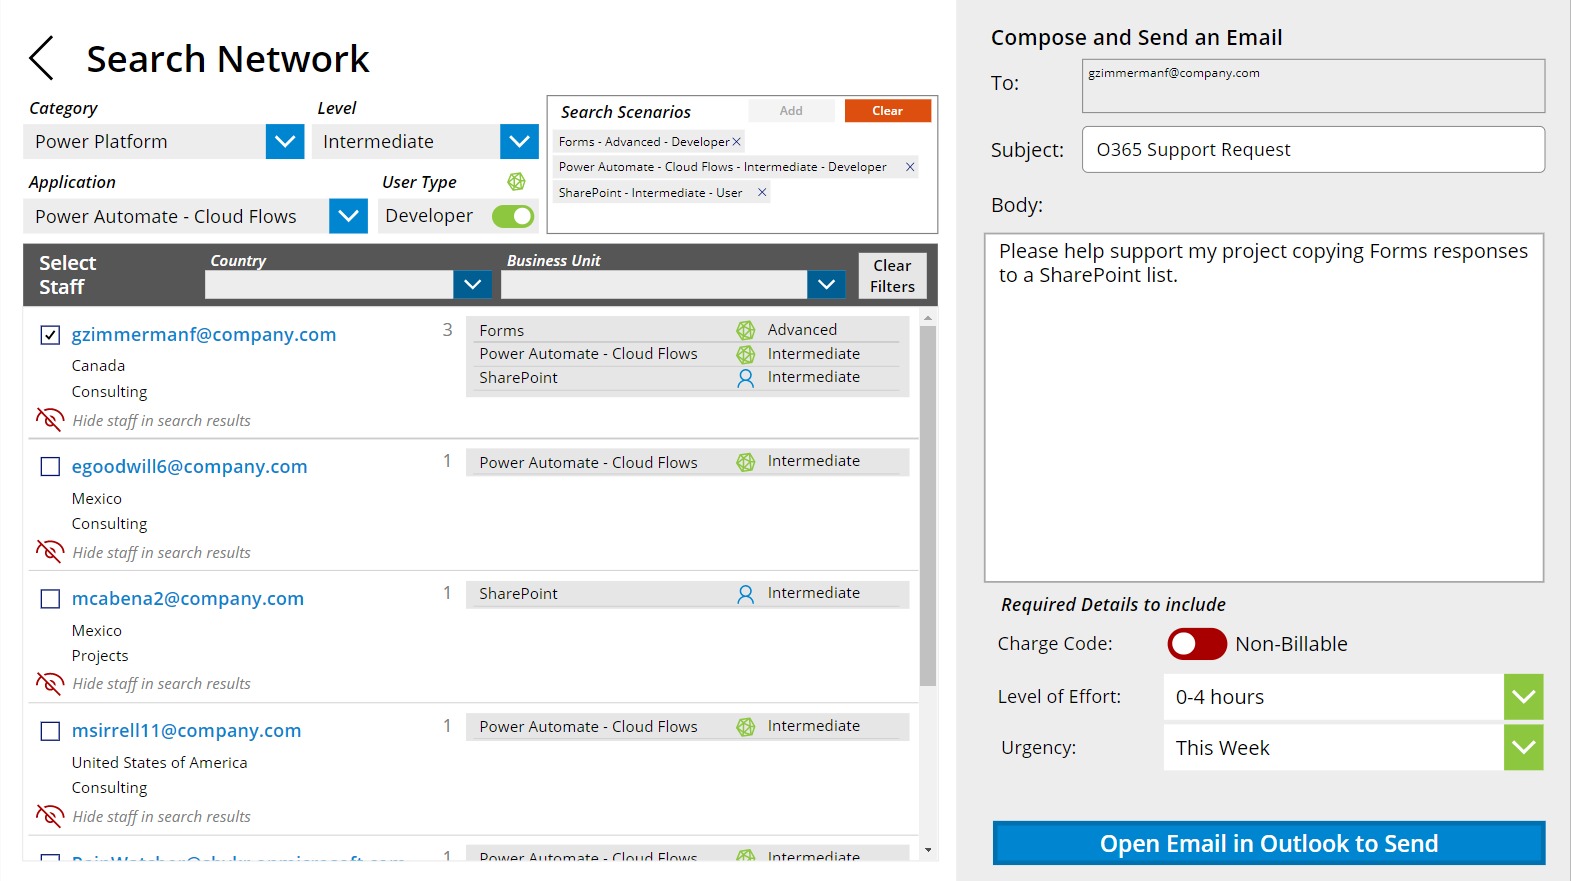 Search Network
Category
Level
Power Platform
Intermediate
Application
User Type
Power Automate - Cloud Flows
Developer
Search Scenarios
Add
Clear
Forms - Advanced - Developer
Power Automate - Cloud Flows - Intermediate - Developer
SharePoint - Intermediate - User
Select
Staff
Country
Business Unit
Clear
Filters
gzimmermanf@company.com
Canada
Consulting
Hide staff in search results
3
Forms Advanced
Power Automate - Cloud Flows Intermediate
SharePoint Intermediate
egoodwill6@company.com
Mexico
Consulting
Hide staff in search results
1
Power Automate - Cloud Flows Intermediate
mcabena2@company.com
Mexico
Projects
Hide staff in search results
1
SharePoint Intermediate
msirrell11@company.com
United States of America
Consulting
Hide staff in search results
1
Power Automate - Cloud Flows Intermediate
1
Power Automate - Cloud Flows Intermediate
Compose and Send an Email
To:
gzimmermanf@company.com
Subject:
O365 Support Request
Body:
Please help support my project copying Forms responses
to a SharePoint list.
Required Details to include
Charge Code:
Non-Billable
Level of Effort:
0-4 hours
Urgency:
This Week
Open Email in Outlook to Send